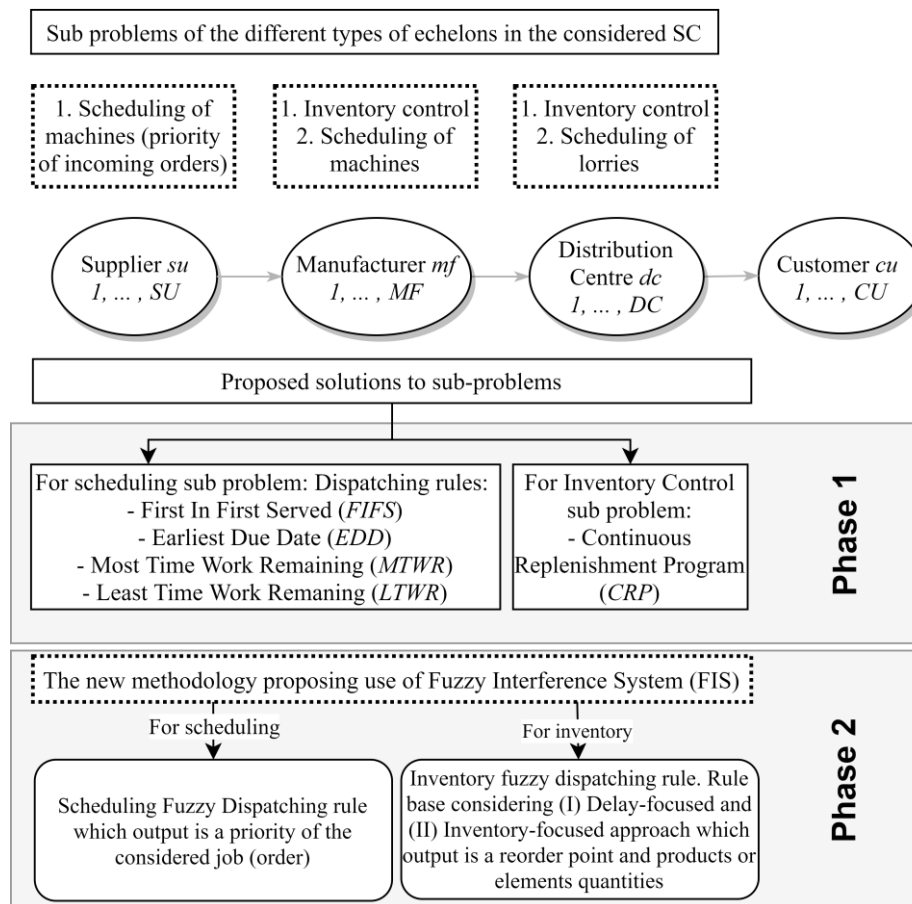 Sub problems of the different types of echelons in the considered SC
1. Scheduling of
machines (priority
of incoming orders)
1. Inventory control
2. Scheduling of
machines
1. Inventory control
2. Scheduling of
lorries
Supplier su
1, ... , SU
Manufacturer mf
1, ... , MF
Distribution
Centre dc
1, ... , DC
Customer cu
1, ... , CU
Proposed solutions to sub-problems
Phase 1
For scheduling sub problem: Dispatching rules:
- First In First Served (FIFS)
- Earliest Due Date (EDD)
- Most Time Work Remaining (MTWR)
- Least Time Work Remaning (LTWR)
For Inventory Control
sub problem:
- Continuous
Replenishment Program
(CRP)
Phase 2
The new methodology proposing use of Fuzzy Interference System (FIS)
For scheduling
For inventory
Scheduling Fuzzy Dispatching rule
which output is a priority of the
considered job (order)
Inventory fuzzy dispatching rule. Rule
base considering (I) Delay-focused and
(II) Inventory-focused approach which
output is a reorder point and products or
elements quantities